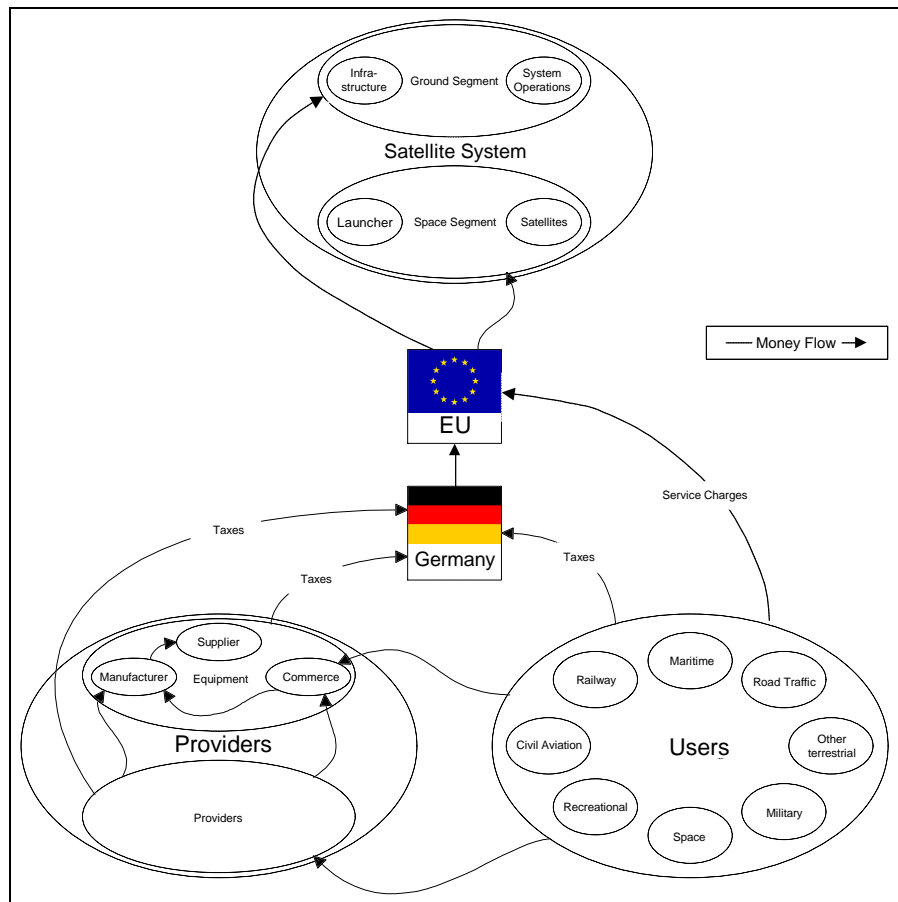 Infra-
structure
Ground Segment
System
Operations
Satellite System
Launcher
Space Segment
Satellites
Money Flow
EU
Service Charges
Taxes
Germany
Taxes
Taxes
Supplier
Manufacturer
Equipment
Commerce
Providers
Providers
Maritime
Railway
Road Traffic
Civil Aviation
Users
Other
terrestrial
Recreational
Military
Space